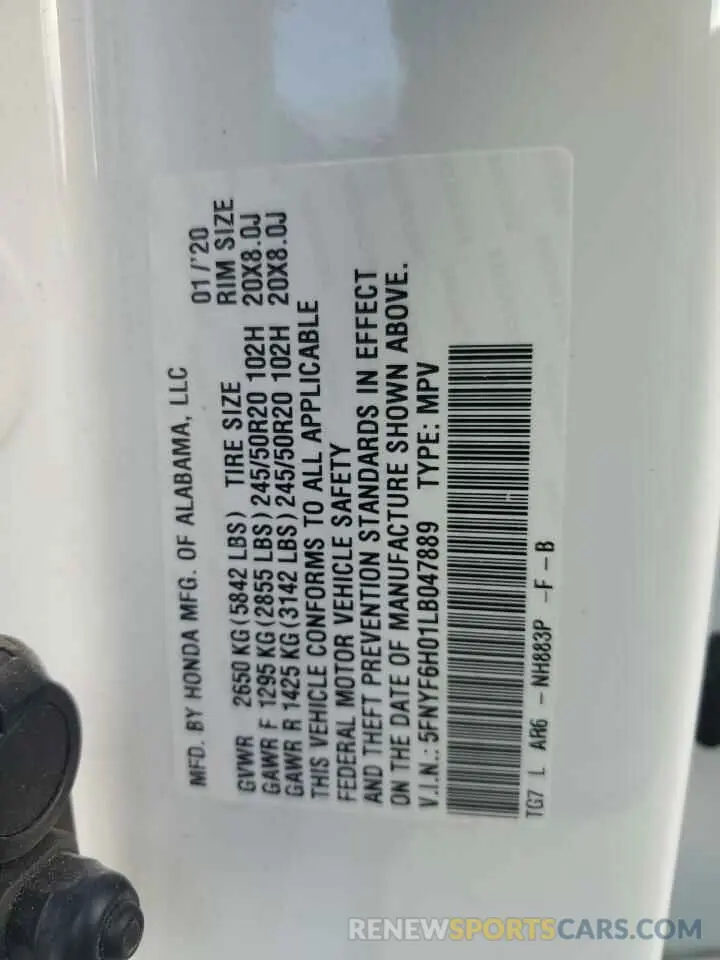 MFD. BY HONDA MFG. OF ALABAMA, LLC 01/'20
GVWR 2650 KG (5842 LBS) TIRE SIZE RIM SIZE
GAWR F 1295 KG (2855 LBS) 245/50R20 102H 20X8.0J
GAWR R 1425 KG (3142 LBS) 245/50R20 102H 20X8.0J
THIS VEHICLE CONFORMS TO ALL APPLICABLE
FEDERAL MOTOR VEHICLE SAFETY
AND THEFT PREVENTION STANDARDS IN EFFECT
ON THE DATE OF MANUFACTURE SHOWN ABOVE.
V.I.N.: 5FNYF6H01LB047889 TYPE: MPV
TG7 L AR6 - NH883P -F-B
RENEWSPORTSCARS.COM